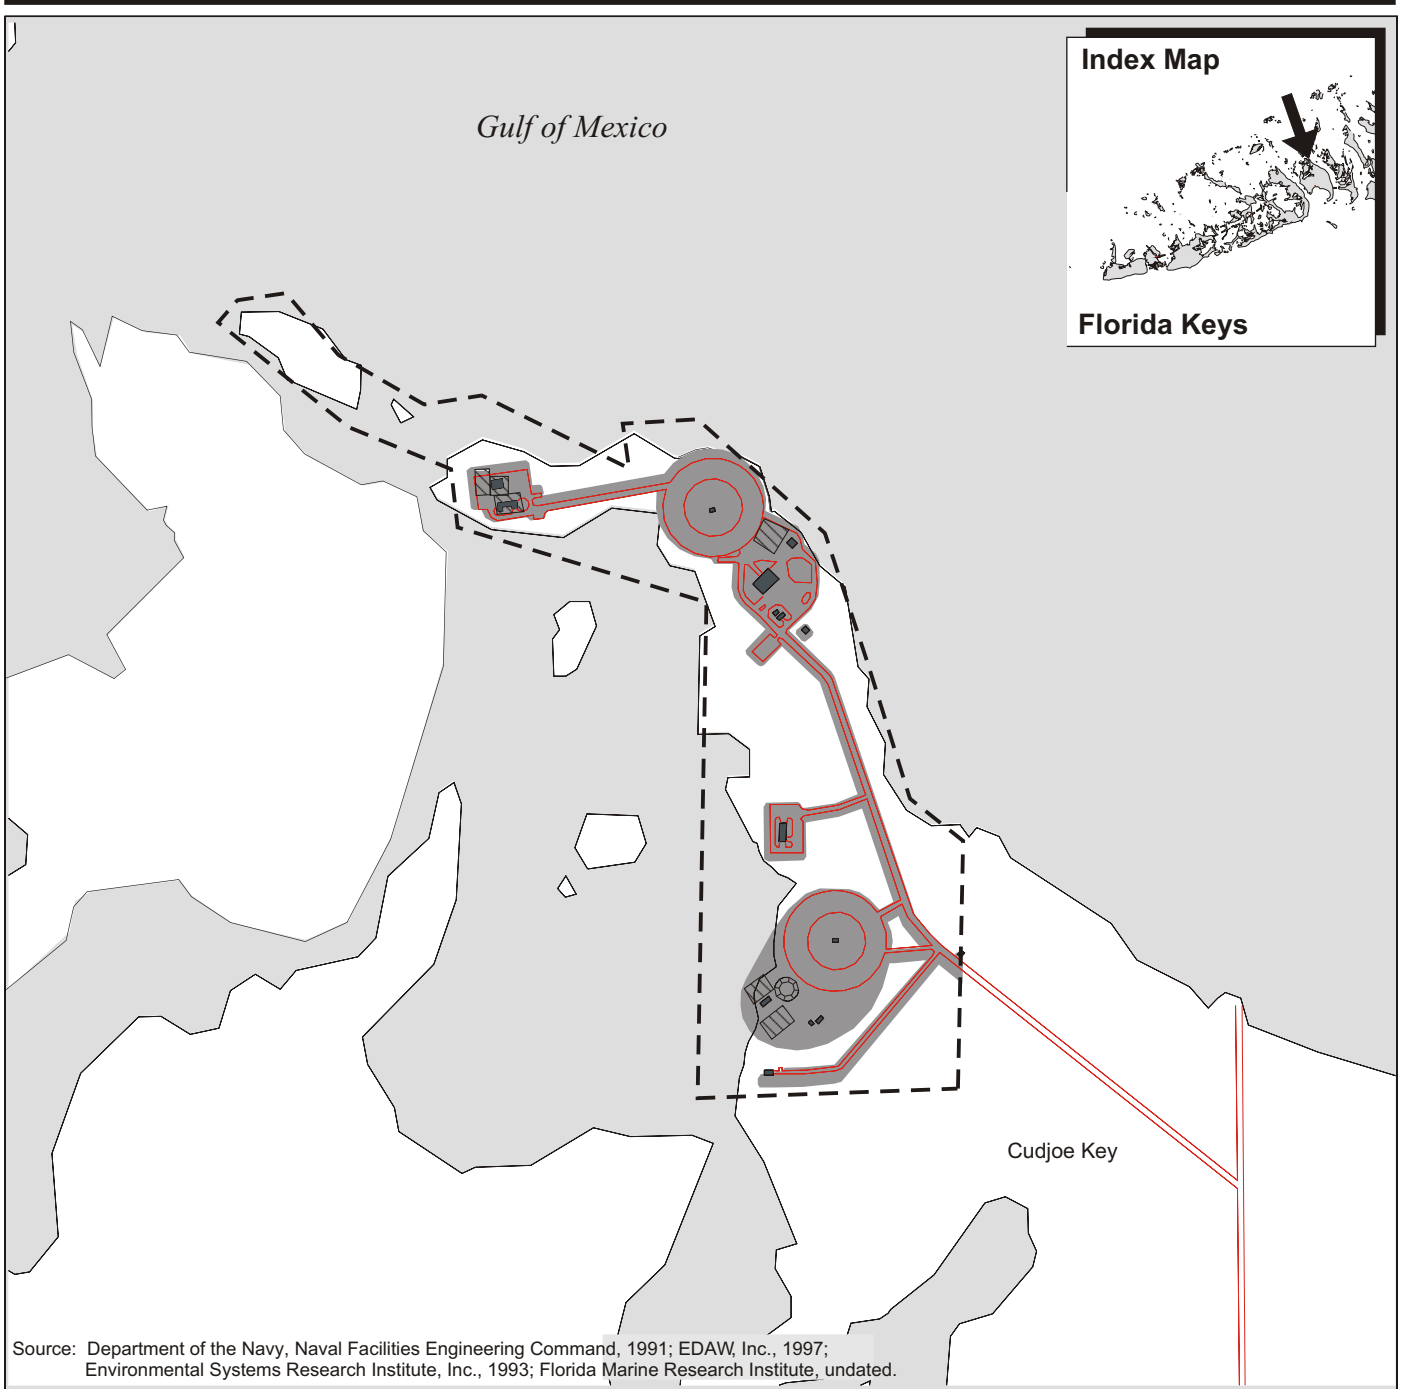 Index Map
Gulf of Mexico
Florida Keys
Cudjoe Key
Source: Department of the Navy, Naval Facilities Engineering Command, 1991; EDAW, Inc., 1997;
Environmental Systems Research Institute, Inc., 1993; Florida Marine Research Institute, undated.